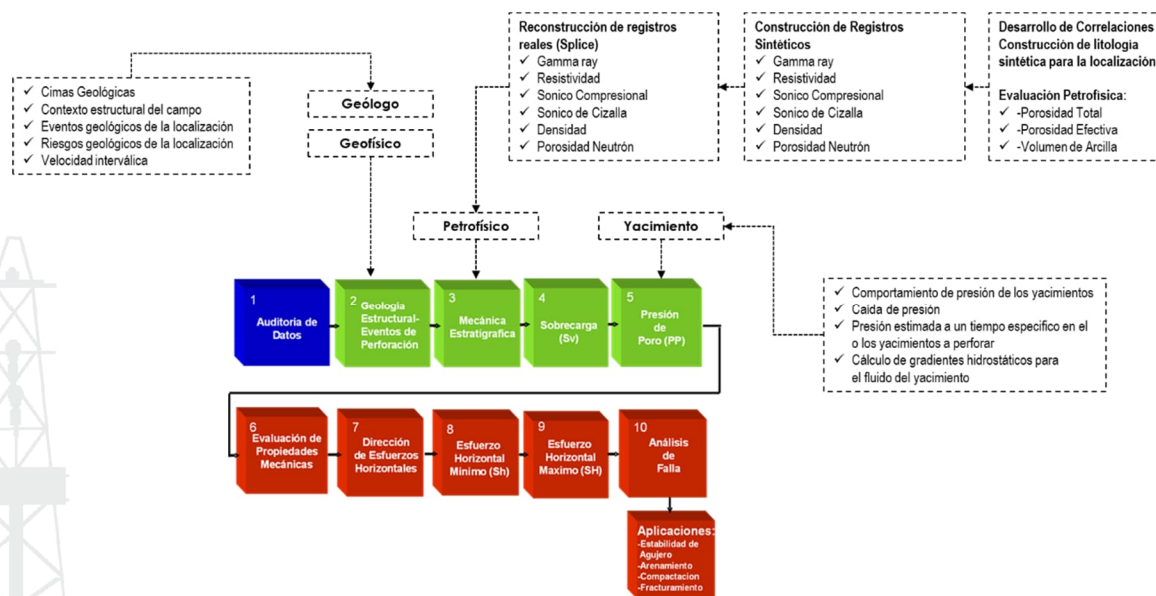 Reconstrucción de registros
reales (Splice)
✓ Gamma ray
✓ Resistividad
✓ Sonico Compresional
✓ Sonico de Cizalla
✓ Densidad
✓ Porosidad Neutrón
Construcción de Registros
Sintéticos
✓ Gamma ray
✓ Resistividad
✓ Sonico Compresional
✓ Sonico de Cizalla
✓ Densidad
✓ Porosidad Neutrón
Desarrollo de Correlaciones
Construcción de litología
sintética para la localización
Evaluación Petrofísica:
✓ -Porosidad Total
✓ -Porosidad Efectiva
✓ -Volumen de Arcilla
✓ Cimas Geológicas
✓ Contexto estructural del campo
✓ Eventos geológicos de la localización
✓ Riesgos geológicos de la localización
✓ Velocidad interválica
Geólogo
Geofísico
Petrofísico
Yacimiento
✓ Comportamiento de presión de los yacimientos
✓ Caída de presión
✓ Presión estimada a un tiempo especifico en el
o los yacimientos a perforar
✓ Cálculo de gradientes hidrostáticos para
el fluido del yacimiento
1
Auditoria de
Datos
2
Geología
Estructural-
Eventos de
Perforación
3
Mecánica
Estratigrafica
4
Sobrecarga
(Sv)
5
Presión
de
Poro (PP)
6
Evaluación de
Propiedades
Mecánicas
7
Dirección
de Esfuerzos
Horizontales
8
Esfuerzo
Horizontal
Minimo (Sh)
9
Esfuerzo
Horizontal
Maximo (SH)
10
Análisis
de
Falla
Aplicaciones:
-Estabilidad de
Agujero
-Arenamiento
-Compactacion
-Fracturamiento